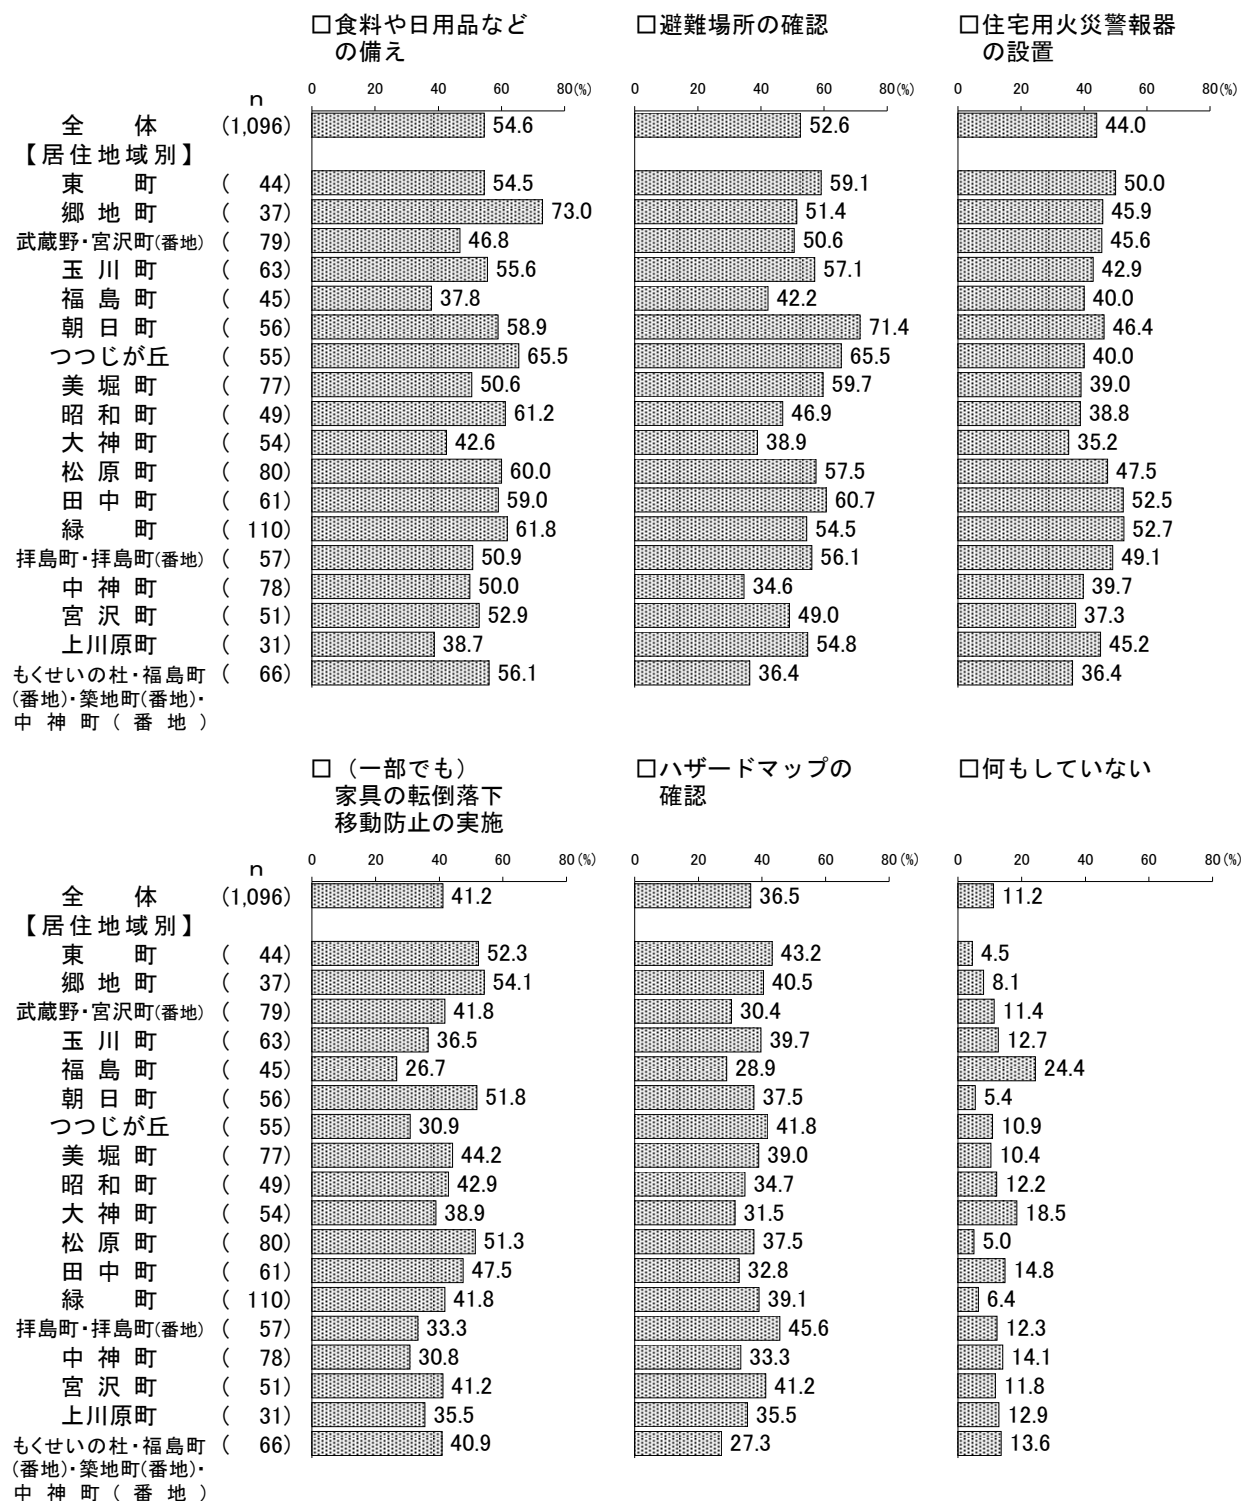 □食料や日用品など　□避難場所の確認　□住宅用火災警報器
の備え　の設置
0 20 40 60 80(%) 0 20 40 60 80(%) 0 20 40 60 80(%)
n
全体 (1,096) 54.6 52.6 44.0
【居住地域別】
東町 ( 44) 54.5 59.1 50.0
郷地町 ( 37) 73.0 51.4 45.9
武蔵野・宮沢町(番地) ( 79) 46.8 50.6 45.6
玉川町 ( 63) 55.6 57.1 42.9
福島町 ( 45) 37.8 42.2 40.0
朝日町 ( 56) 58.9 71.4 46.4
つつじが丘 ( 55) 65.5 65.5 40.0
美堀町 ( 77) 50.6 59.7 39.0
昭和町 ( 49) 61.2 46.9 38.8
大神町 ( 54) 42.6 38.9 35.2
松原町 ( 80) 60.0 57.5 47.5
田中町 ( 61) 59.0 60.7 52.5
緑町 ( 110) 61.8 54.5 52.7
拝島町・拝島町(番地) ( 57) 50.9 56.1 49.1
中神町 ( 78) 50.0 34.6 39.7
宮沢町 ( 51) 52.9 49.0 37.3
上川原町 ( 31) 38.7 54.8 45.2
もくせいの杜・福島町 ( 66) 56.1 36.4 36.4
(番地)・築地町(番地)・
中神町(番地)
□（一部でも）　□ハザードマップの　□何もしていない
家具の転倒落下　確認
移動防止の実施
0 20 40 60 80(%) 0 20 40 60 80(%) 0 20 40 60 80(%)
n
全体 (1,096) 41.2 36.5 11.2
【居住地域別】
東町 ( 44) 52.3 43.2 4.5
郷地町 ( 37) 54.1 40.5 8.1
武蔵野・宮沢町(番地) ( 79) 41.8 30.4 11.4
玉川町 ( 63) 36.5 39.7 12.7
福島町 ( 45) 26.7 28.9 24.4
朝日町 ( 56) 51.8 37.5 5.4
つつじが丘 ( 55) 30.9 41.8 10.9
美堀町 ( 77) 44.2 39.0 10.4
昭和町 ( 49) 42.9 34.7 12.2
大神町 ( 54) 38.9 31.5 18.5
松原町 ( 80) 51.3 37.5 5.0
田中町 ( 61) 47.5 32.8 14.8
緑町 ( 110) 41.8 39.1 6.4
拝島町・拝島町(番地) ( 57) 33.3 45.6 12.3
中神町 ( 78) 30.8 33.3 14.1
宮沢町 ( 51) 41.2 41.2 11.8
上川原町 ( 31) 35.5 35.5 12.9
もくせいの杜・福島町 ( 66) 40.9 27.3 13.6
(番地)・築地町(番地)・
中神町(番地)